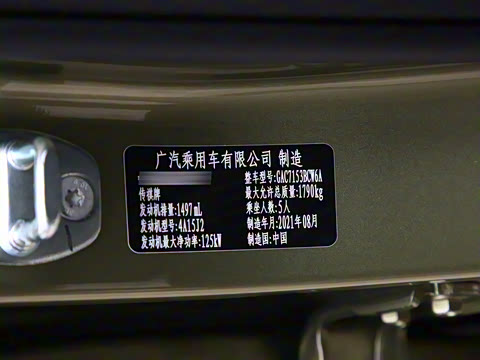 广汽乘用车有限公司 制造
整车型号:GAC7153BCW6A
传祺牌 最大允许总质量:1790kg
发动机排量:1497mL 乘坐人数:5人
发动机型号:4A15J2 制造年月:2021年08月
发动机最大净功率:125kW 制造国:中国